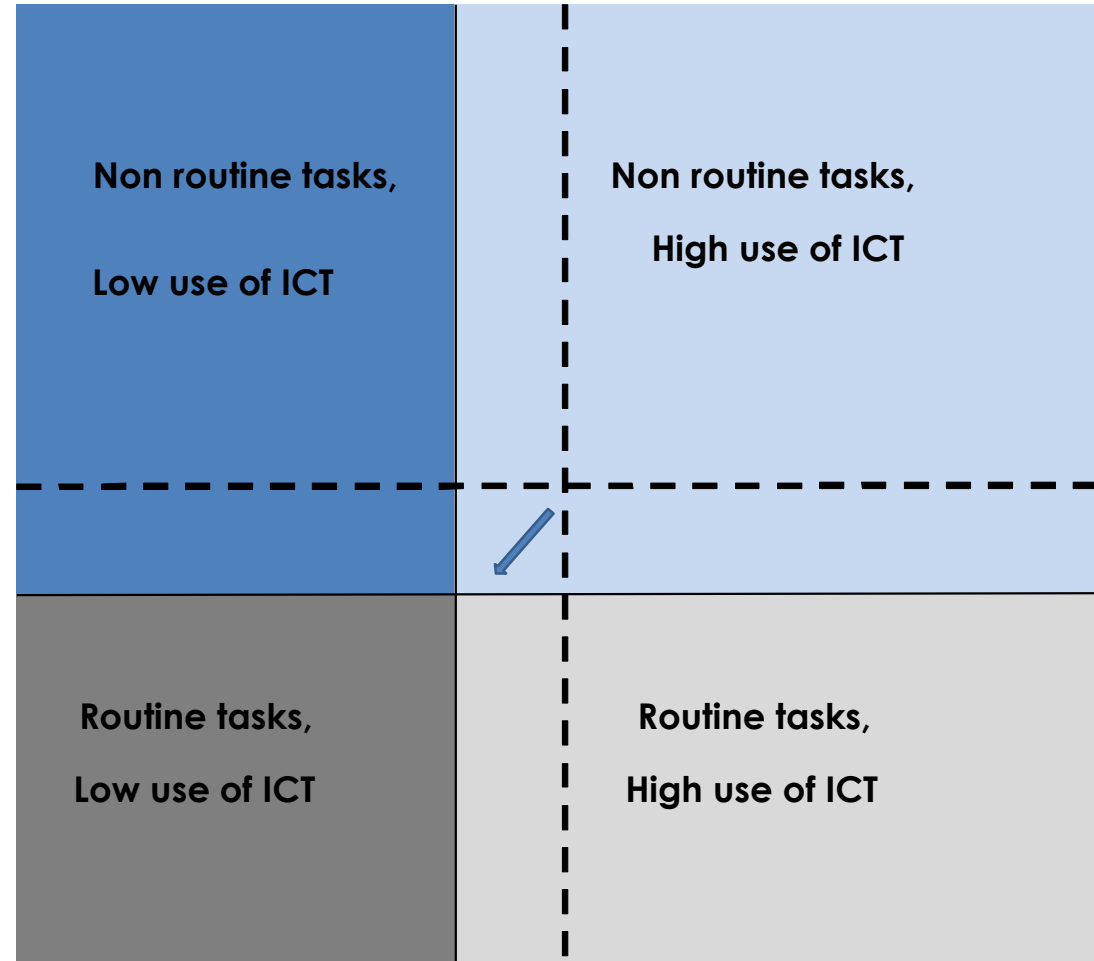 Non routine tasks,
Low use of ICT
Non routine tasks,
High use of ICT
Routine tasks,
Low use of ICT
Routine tasks,
High use of ICT